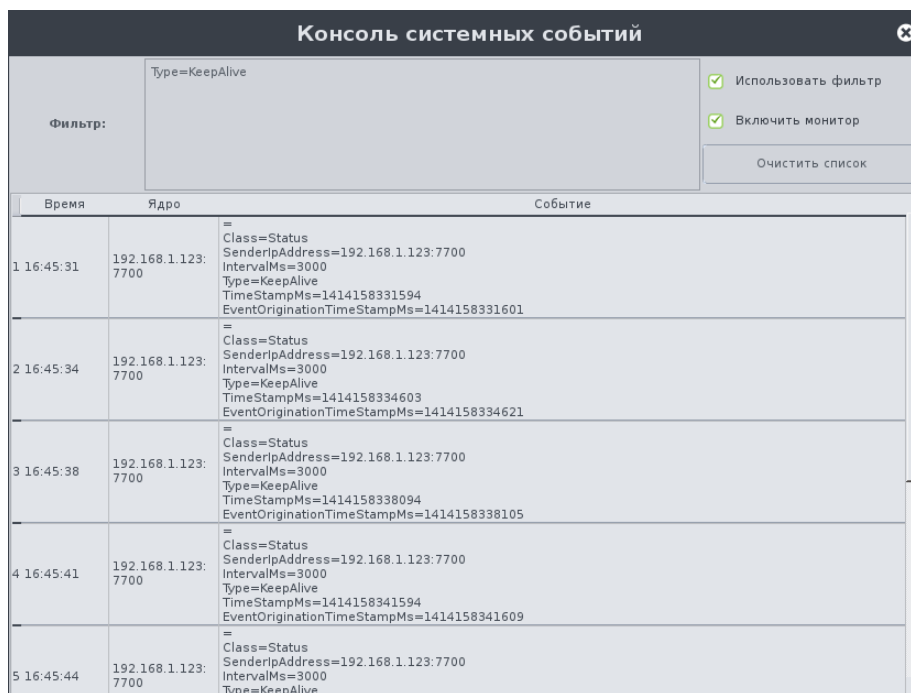 Консоль системных событий
Фильтр:
Type=KeepAlive
Использовать фильтр
Включить монитор
Очистить список
Время Ядро Событие
1 16:45:31
192.168.1.123:
7700
=
Class=Status
SenderIpAddress=192.168.1.123:7700
IntervalMs=3000
Type=KeepAlive
TimeStampMs=1414158331594
EventOriginationTimeStampMs=1414158331601
2 16:45:34
192.168.1.123:
7700
=
Class=Status
SenderIpAddress=192.168.1.123:7700
IntervalMs=3000
Type=KeepAlive
TimeStampMs=1414158334603
EventOriginationTimeStampMs=1414158334621
3 16:45:38
192.168.1.123:
7700
=
Class=Status
SenderIpAddress=192.168.1.123:7700
IntervalMs=3000
Type=KeepAlive
TimeStampMs=1414158338094
EventOriginationTimeStampMs=1414158338105
4 16:45:41
192.168.1.123:
7700
=
Class=Status
SenderIpAddress=192.168.1.123:7700
IntervalMs=3000
Type=KeepAlive
TimeStampMs=1414158341594
EventOriginationTimeStampMs=1414158341609
5 16:45:44
192.168.1.123:
7700
=
Class=Status
SenderIpAddress=192.168.1.123:7700
IntervalMs=3000
Type=KeepAlive